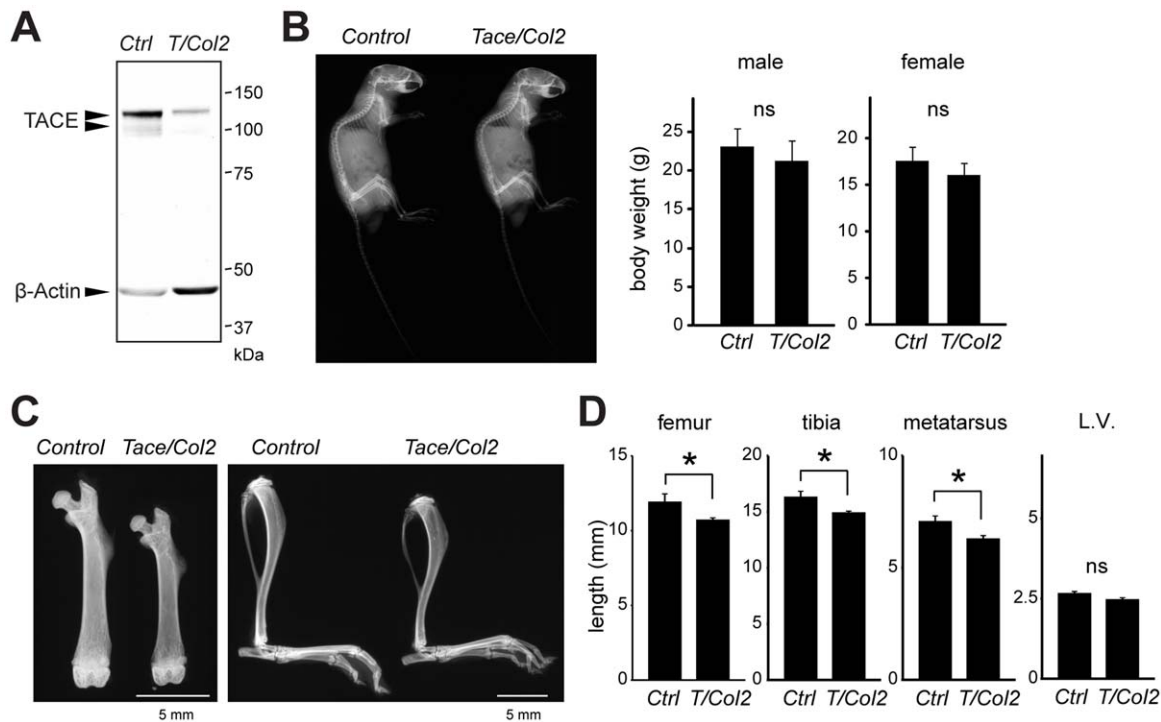 A
Ctrl T/Col2
TACE
150
100
75
50
β-Actin
37
kDa
B
Control Tace/Col2
male
female
ns
ns
body weight (g)
25
20
15
10
5
0
20
15
10
5
0
Ctrl T/Col2
Ctrl T/Col2
C
Control Tace/Col2
Control Tace/Col2
5 mm
5 mm
D
femur
tibia
metatarsus
L.V.
*
*
*
ns
length (mm)
15
10
5
0
20
15
10
5
0
10
5
0
5
2.5
0
Ctrl T/Col2
Ctrl T/Col2
Ctrl T/Col2
Ctrl T/Col2